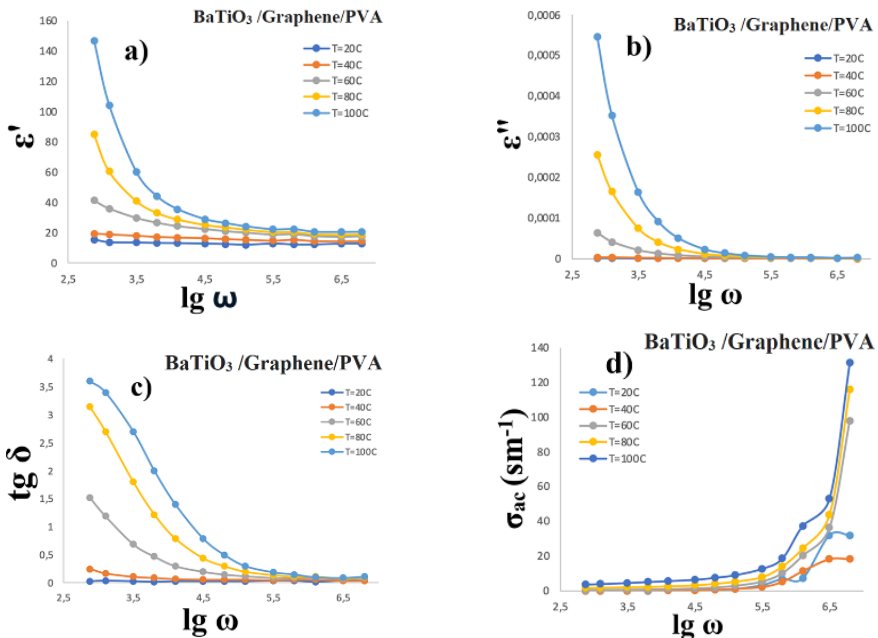 BaTiO₃ /Graphene/PVA
a)
160
140
120
100
80
60
40
20
0
2,5
3,5
4,5
5,5
6,5
ε'
lg ω
T=20C
T=40C
T=60C
T=80C
T=100C
BaTiO₃ /Graphene/PVA
b)
0,0006
0,0005
0,0004
0,0003
0,0002
0,0001
0
2,5
3,5
4,5
5,5
6,5
ε''
lg ω
T=20C
T=40C
T=60C
T=80C
T=100C
BaTiO₃ /Graphene/PVA
c)
4
3,5
3
2,5
2
1,5
1
0,5
0
2,5
3,5
4,5
5,5
6,5
tg δ
lg ω
T=20C
T=40C
T=60C
T=80C
T=100C
BaTiO₃ /Graphene/PVA
d)
140
120
100
80
60
40
20
0
2,5
3,5
4,5
5,5
6,5
σac (sm⁻¹)
lg ω
T=20C
T=40C
T=60C
T=80C
T=100C